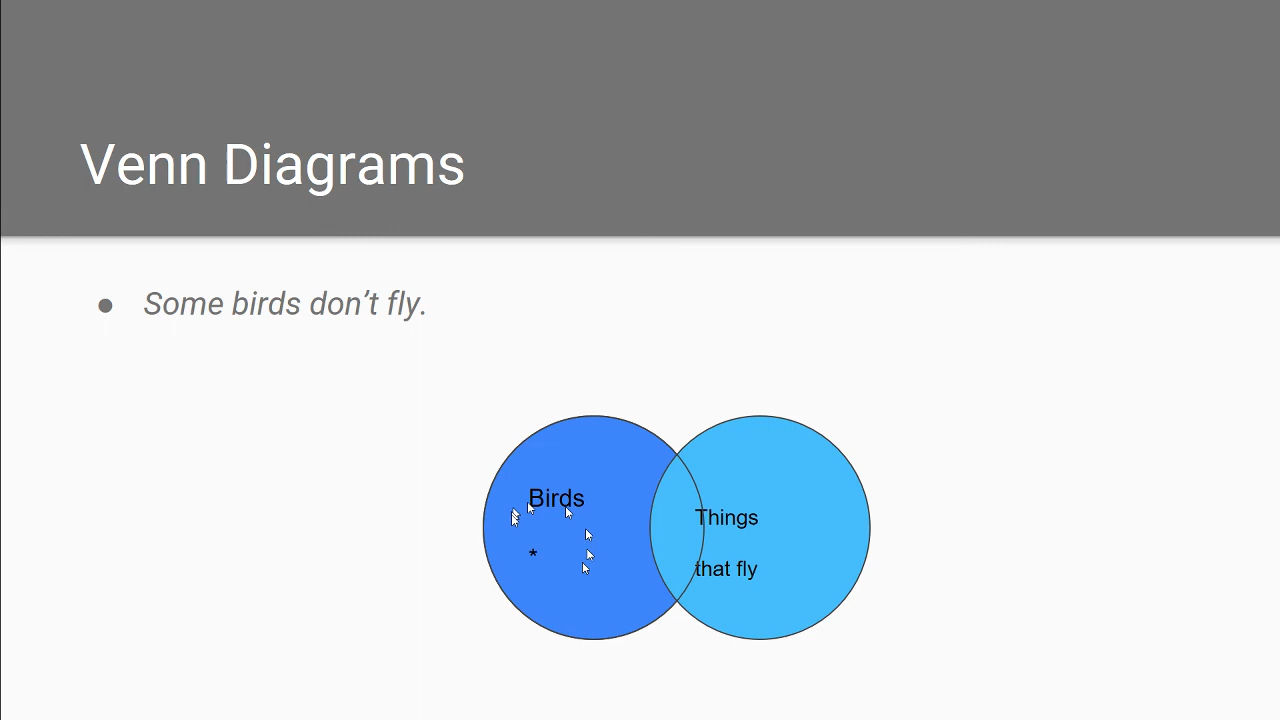 Venn Diagrams
● Some birds don’t fly.
Birds
*
Things
that fly